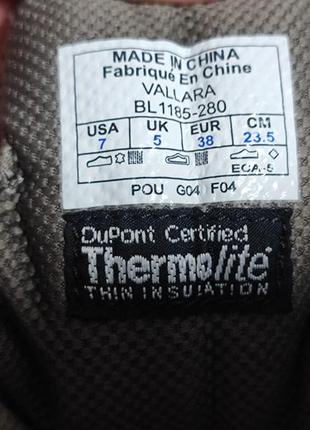 MADE IN CHINA
Fabriqué En Chine
VALLARA
BL1185-280
USA UK EUR CM
7 5 38 23.5
ECA-5
POU G04 F04
DuPont Certified
Thermolite®
THIN INSULATION